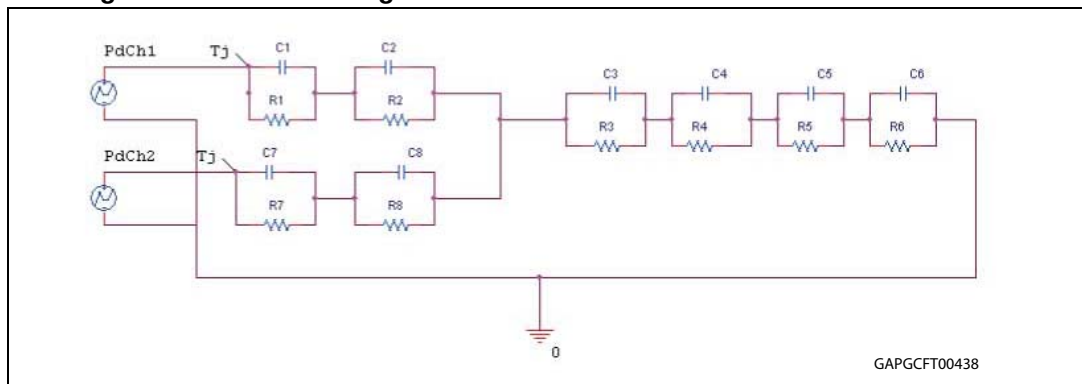 PdCh1
Tj
C1
C2
R1
R2
C3
C4
C5
C6
R3
R4
R5
R6
PdCh2
Tj
C7
C8
R7
R8
0
GAPGCFT00438